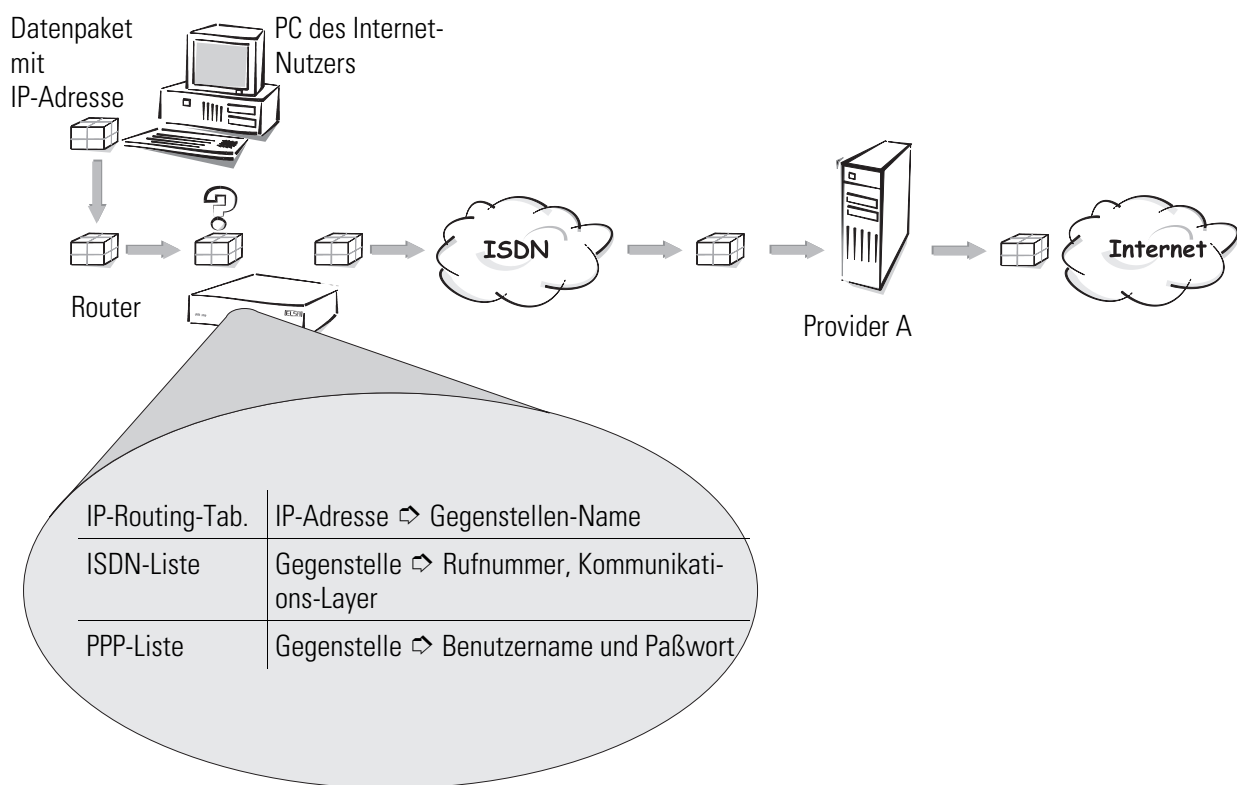 Datenpaket
mit
IP-Adresse
PC des Internet-
Nutzers
ISDN
Internet
Router
Provider A
IP-Routing-Tab. IP-Adresse ➪ Gegenstellen-Name
ISDN-Liste Gegenstelle ➪ Rufnummer, Kommunikati-
ons-Layer
PPP-Liste Gegenstelle ➪ Benutzername und Paßwort